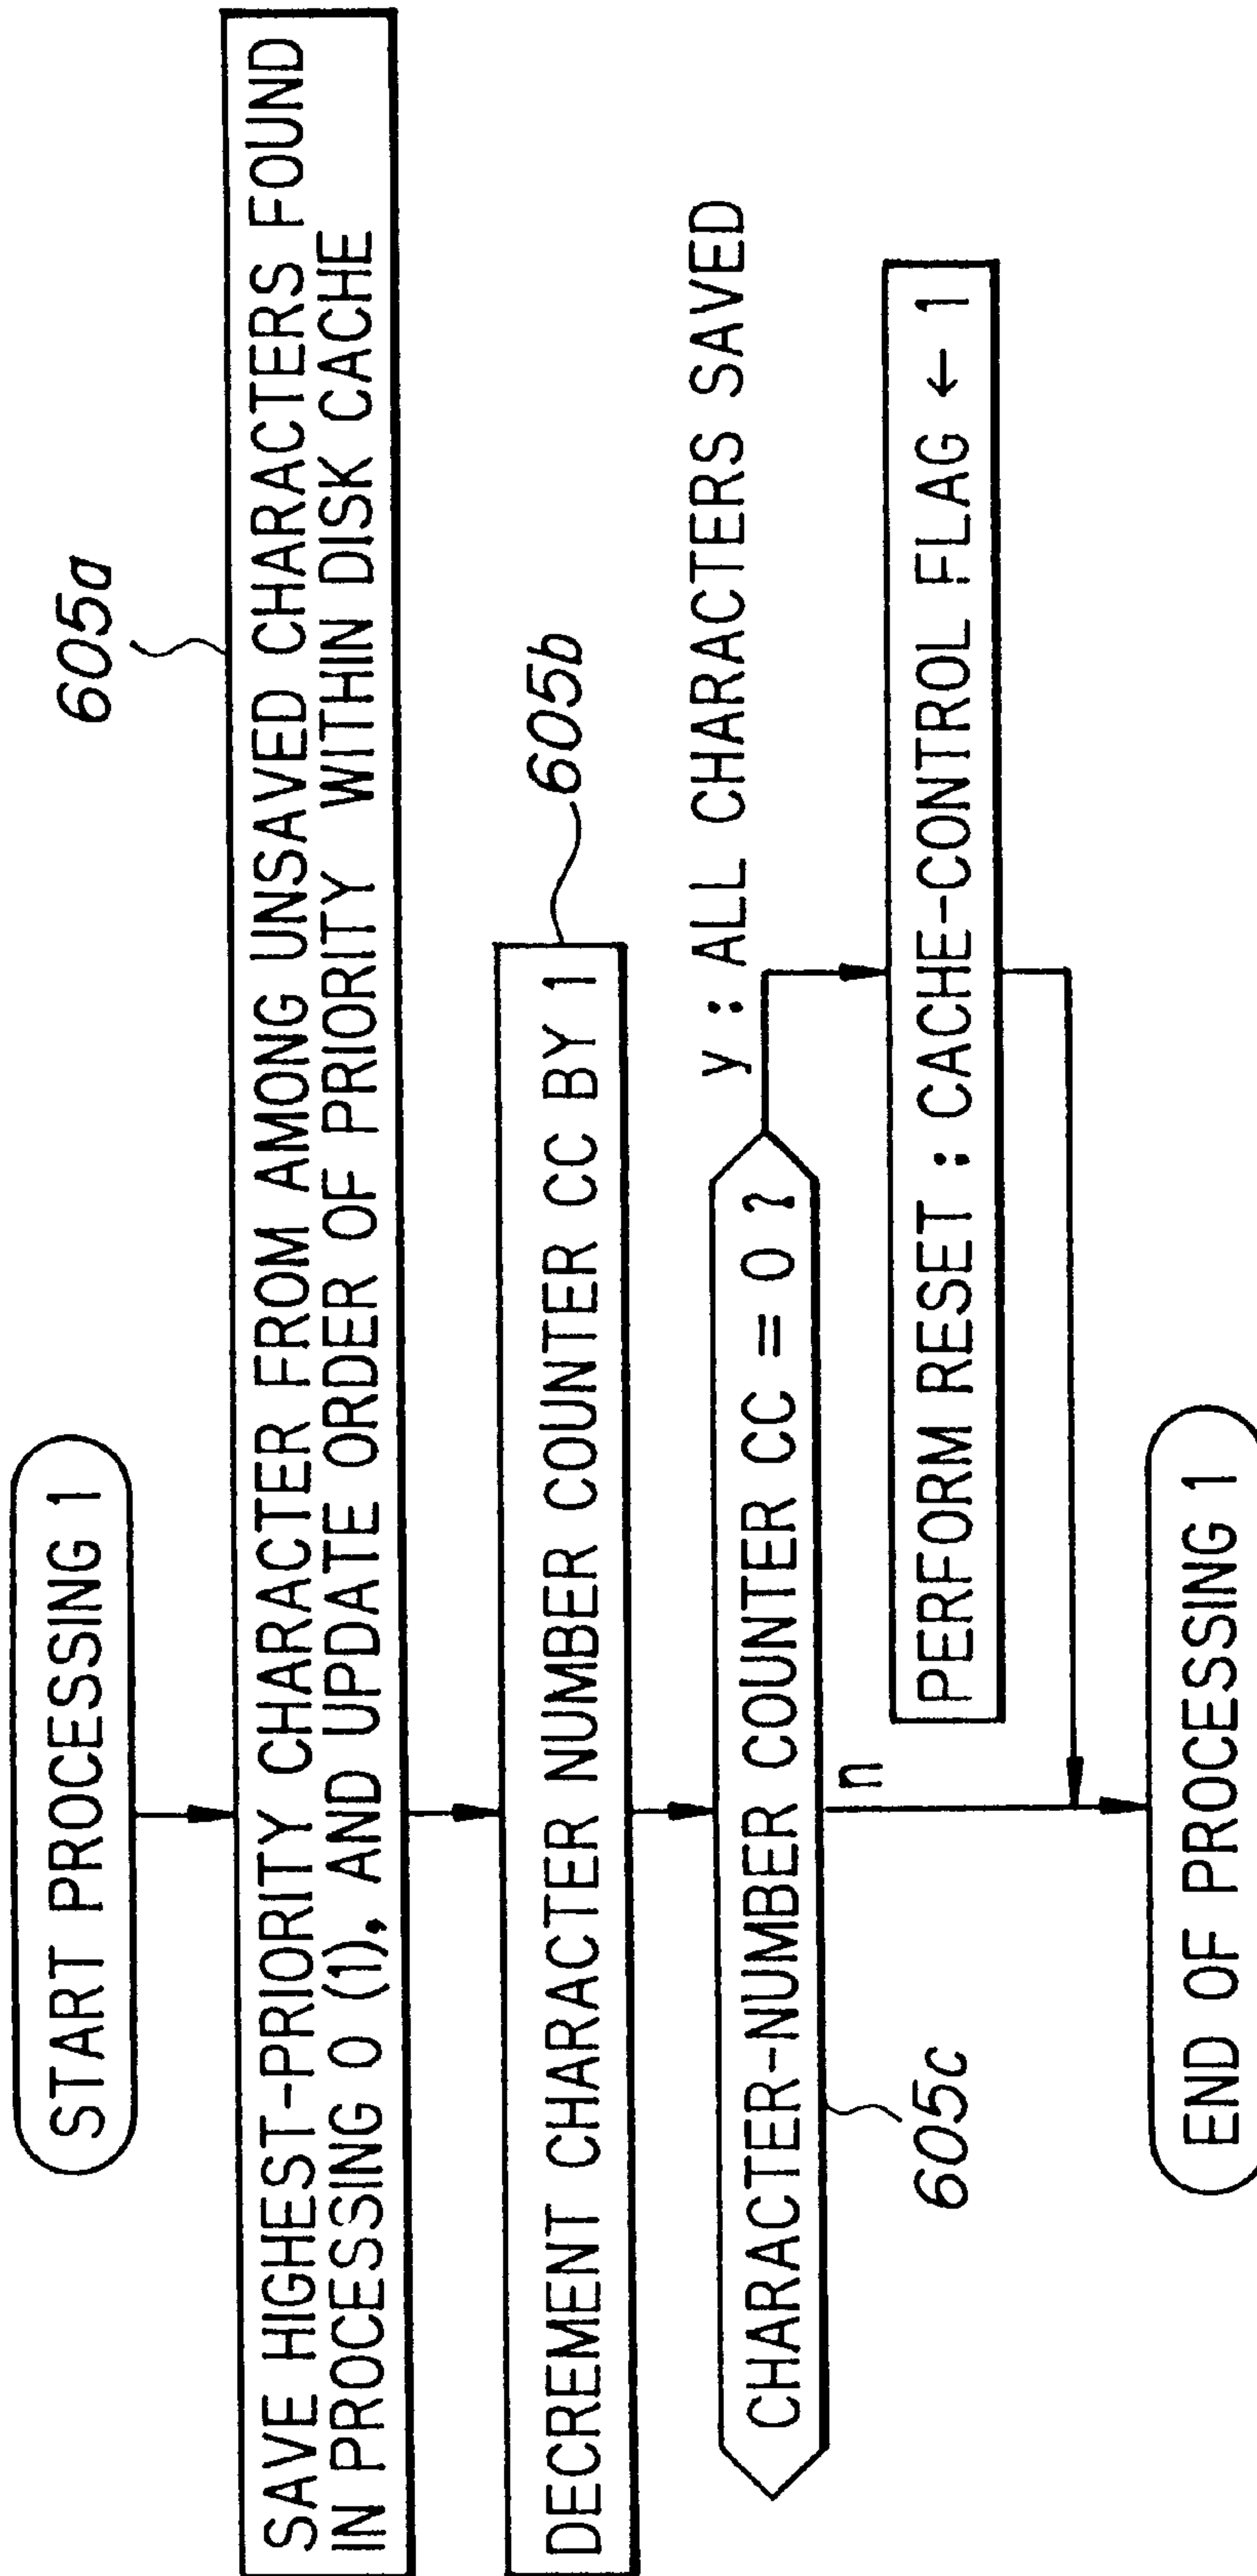 START PROCESSING 1
605a
SAVE HIGHEST-PRIORITY CHARACTER FROM AMONG UNSAVED CHARACTERS FOUND
IN PROCESSING 0 (1), AND UPDATE ORDER OF PRIORITY WITHIN DISK CACHE
605b
DECREMENT CHARACTER NUMBER COUNTER CC BY 1
605c
CHARACTER-NUMBER COUNTER CC = 0 ?
y : ALL CHARACTERS SAVED
n
PERFORM RESET : CACHE-CONTROL FLAG ← 1
END OF PROCESSING 1